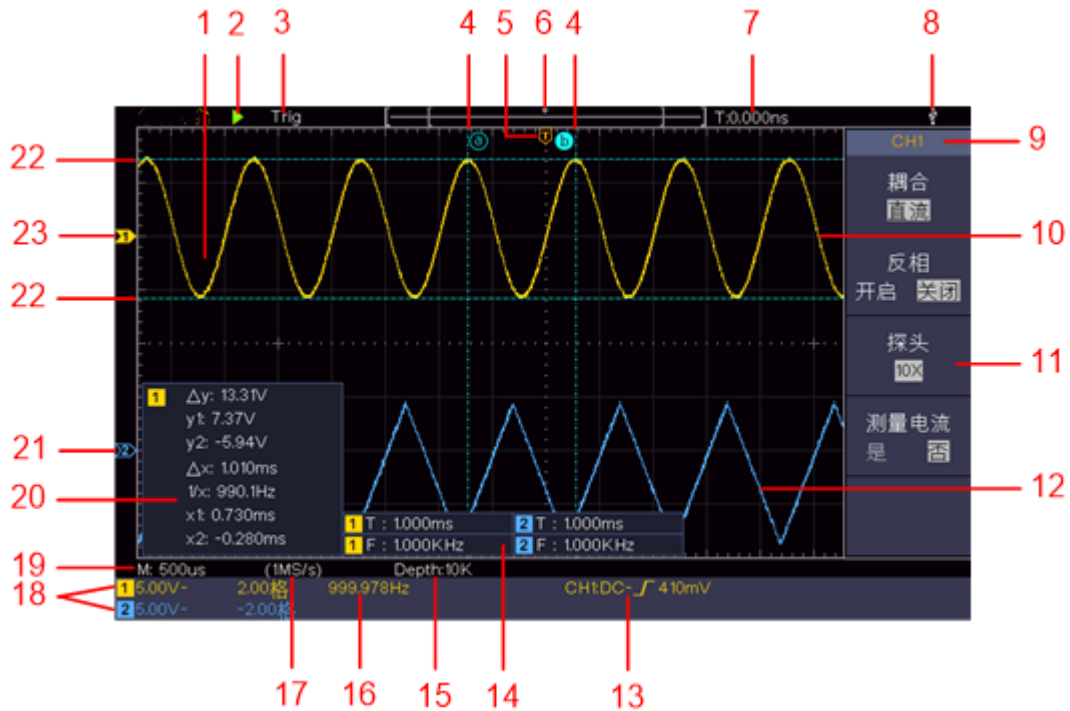 1 2 3 4 5 6 4 7 8
Trig T:0.000ns
a T b
22
23
22
21
20
19
18
CH1
耦合
直流
反相
开启 关闭
探头
10X
测量电流
是 否
9
10
11
12
1
2
1 Δy: 13.31V
y1: 7.37V
y2: -5.94V
Δx: 1.010ms
1/x: 990.1Hz
x1: 0.730ms
x2: -0.280ms
1 T : 1.000ms 2 T : 1.000ms
1 F : 1.000KHz 2 F : 1.000KHz
M: 500us (1MS/s) Depth:10K
1 5.00V- 2.00格 999.978Hz CH1:DC- 410mV
2 5.00V- -2.00格
17 16 15 14 13